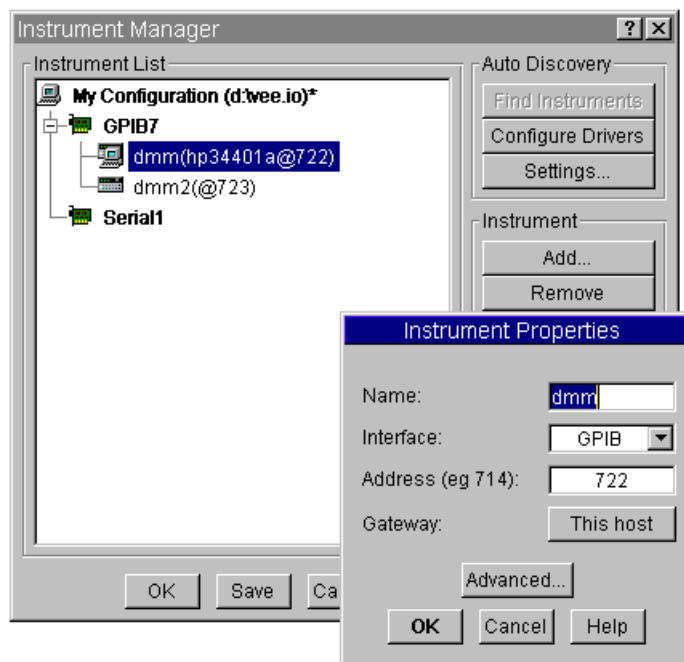 Instrument Manager
Instrument List
My Configuration (d:\vee.io)*
GPIB7
dmm(hp34401a@722)
dmm2(@723)
Serial1
Auto Discovery
Find Instruments
Configure Drivers
Settings...
Instrument
Add...
Remove
OK Save Ca
Instrument Properties
Name: dmm
Interface: GPIB
Address (eg 714): 722
Gateway: This host
Advanced...
OK Cancel Help